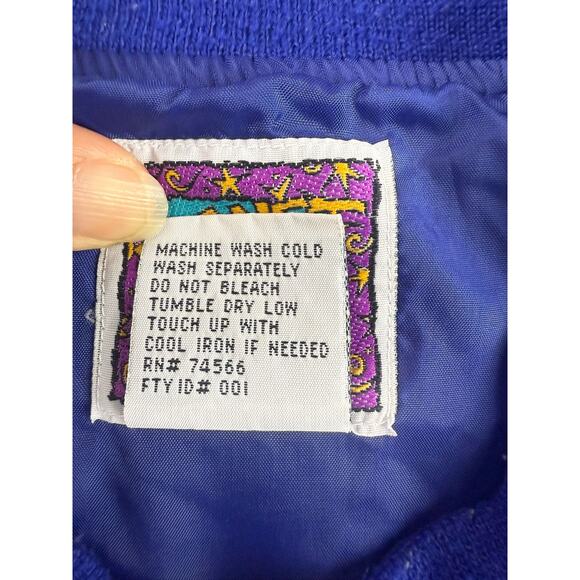 MACHINE WASH COLD
WASH SEPARATELY
DO NOT BLEACH
TUMBLE DRY LOW
TOUCH UP WITH
COOL IRON IF NEEDED
RN# 74566
FTY ID# 001